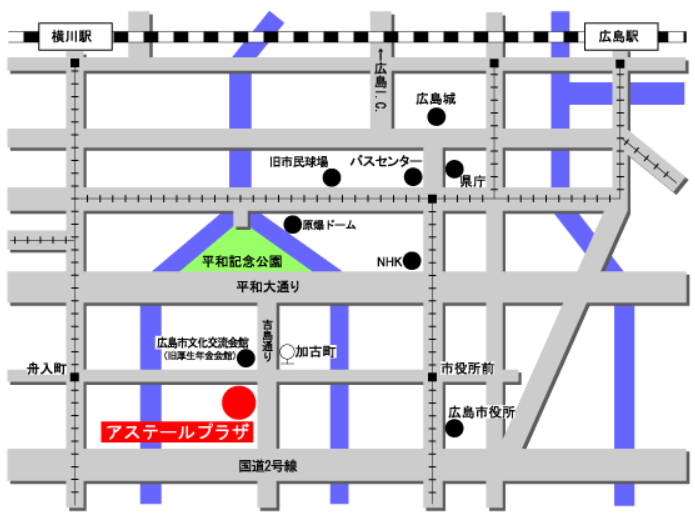 横川駅
広島駅
←広島I.C.
広島城
旧市民球場
バスセンター
県庁
原爆ドーム
平和記念公園
NHK
平和大通り
吉島通り
広島市文化交流会館
(旧厚生年金会館)
加古町
舟入町
市役所前
広島市役所
アステールプラザ
国道2号線